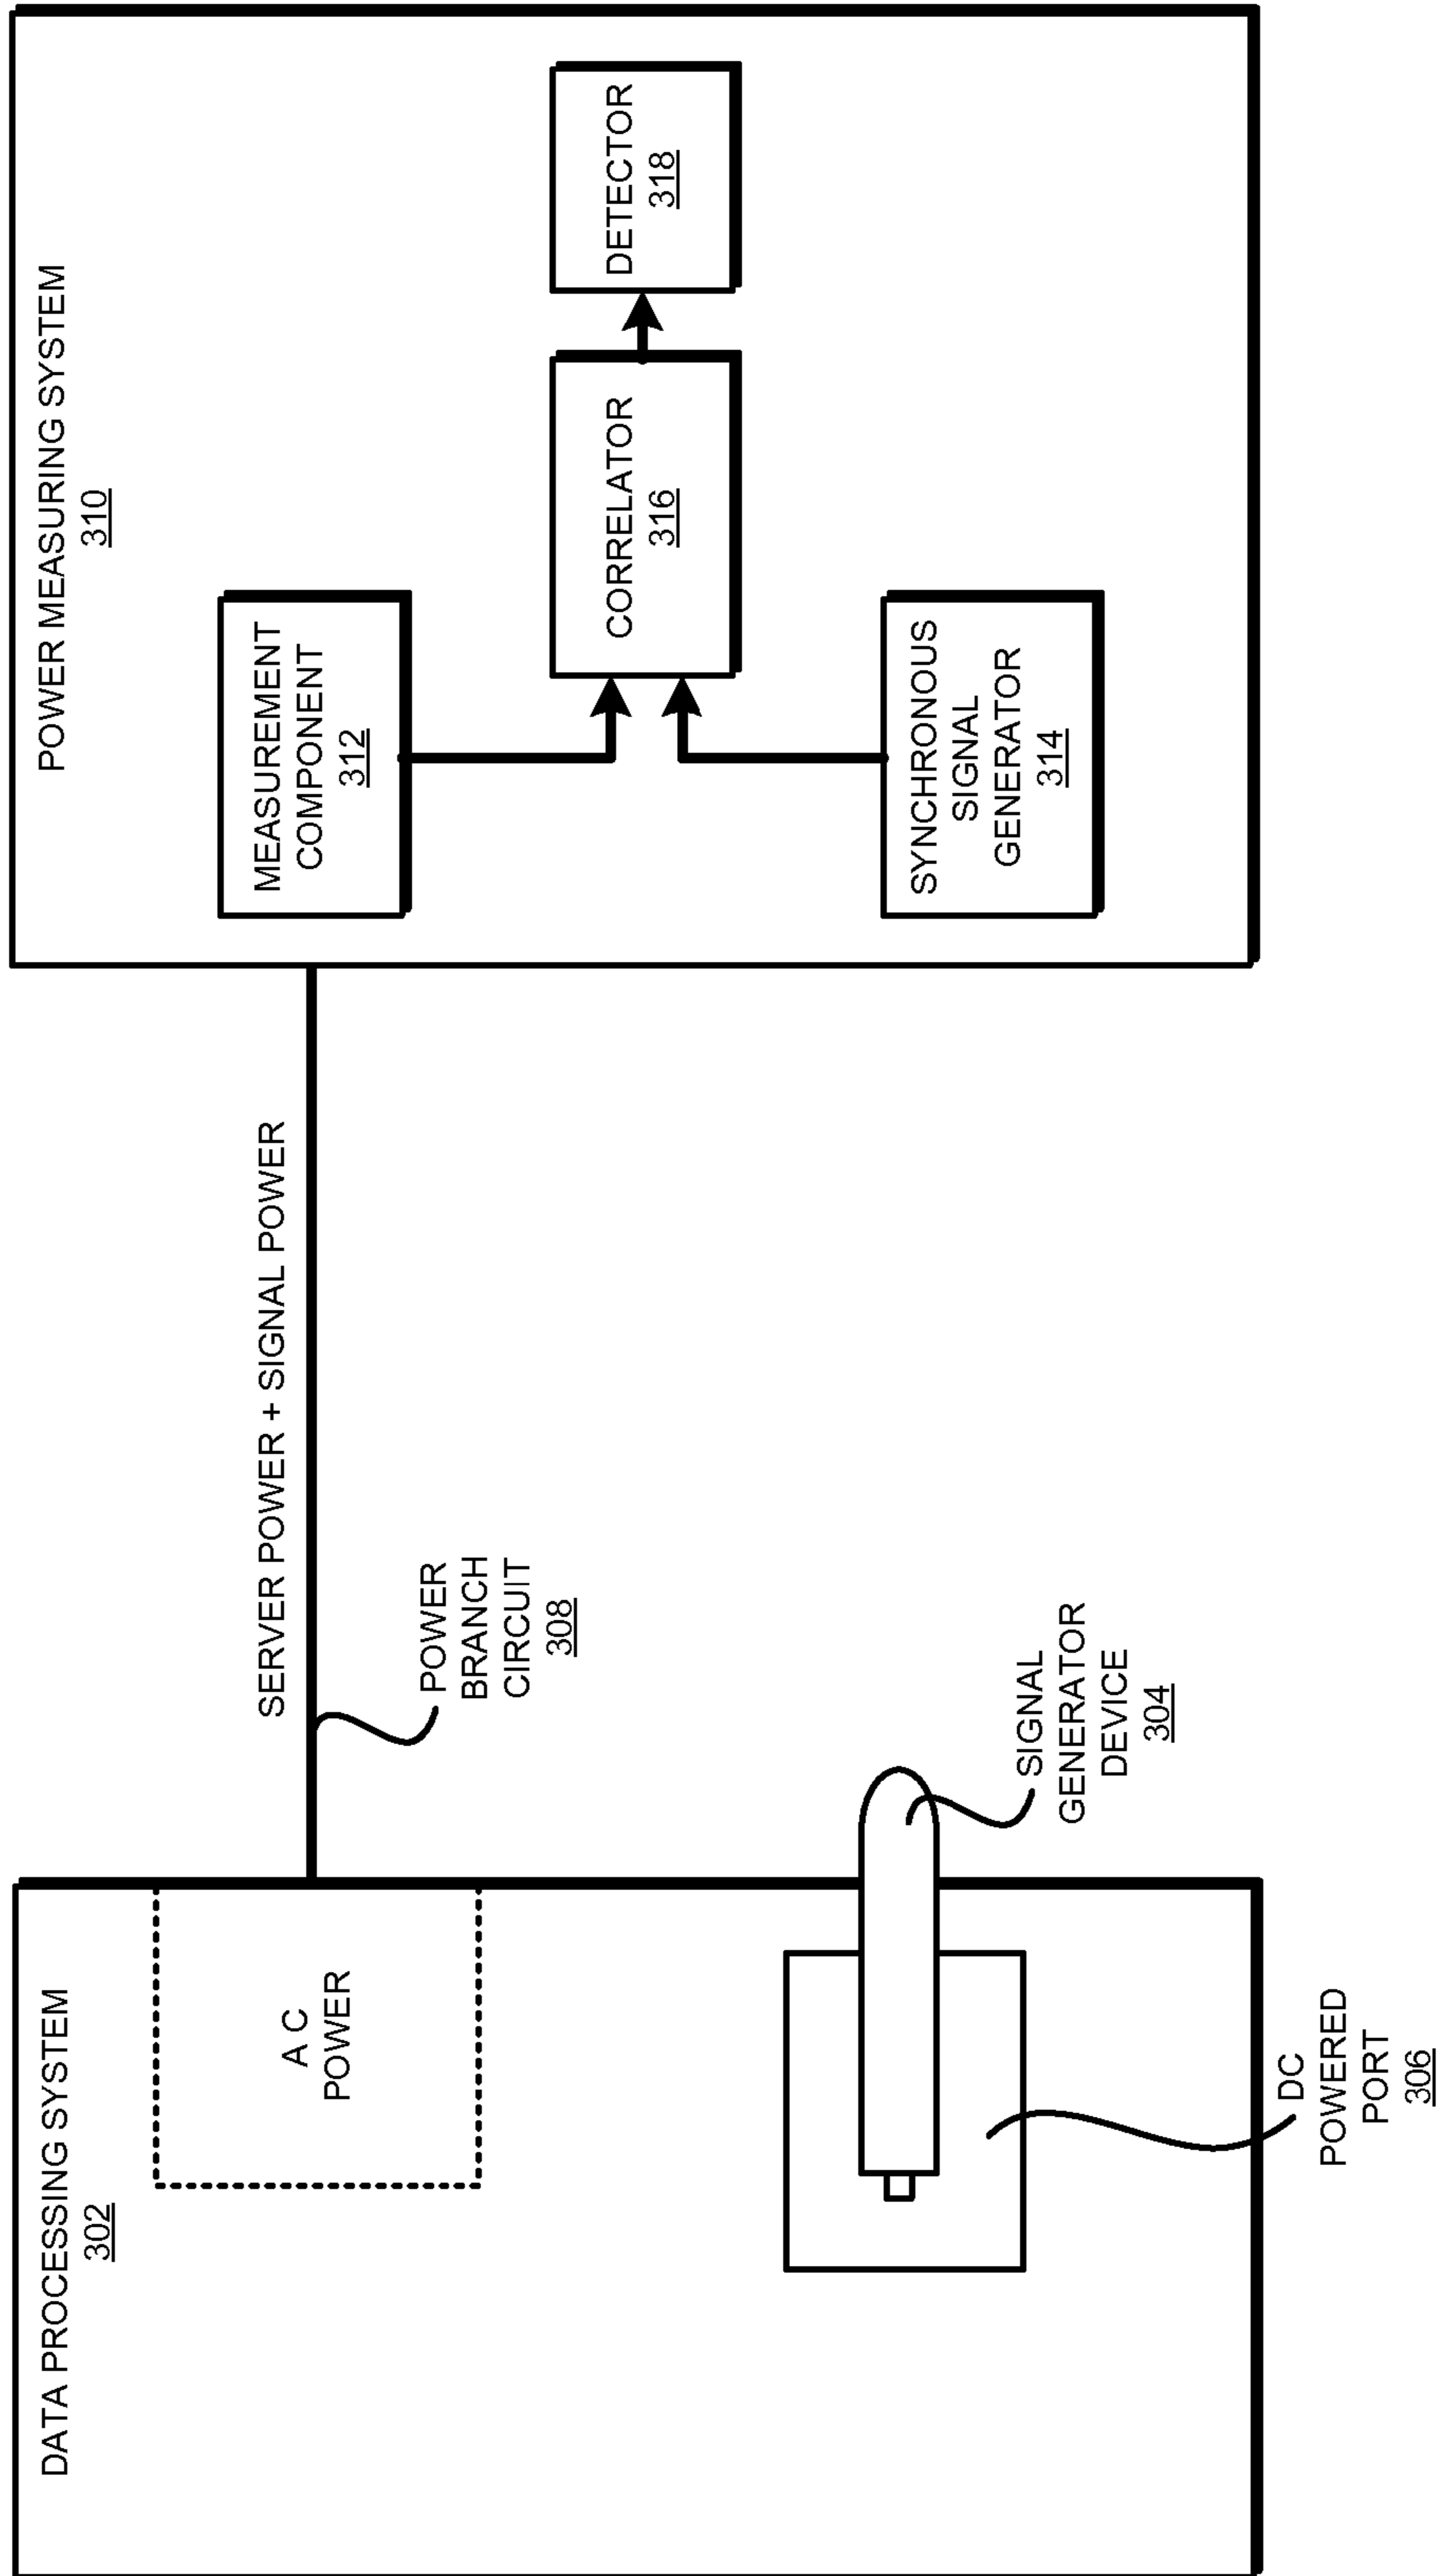 DATA PROCESSING SYSTEM
302
A C
POWER
DC
POWERED
PORT
306
SIGNAL
GENERATOR
DEVICE
304
SERVER POWER + SIGNAL POWER
POWER
BRANCH
CIRCUIT
308
POWER MEASURING SYSTEM
310
MEASUREMENT
COMPONENT
312
SYNCHRONOUS
SIGNAL
GENERATOR
314
CORRELATOR
316
DETECTOR
318